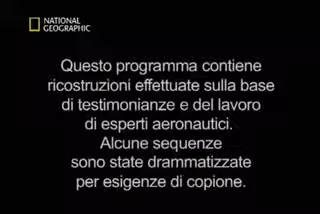 NATIONAL
GEOGRAPHIC
Questo programma contiene
ricostruzioni effettuate sulla base
di testimonianze e del lavoro
di esperti aeronautici.
Alcune sequenze
sono state drammatizzate
per esigenze di copione.